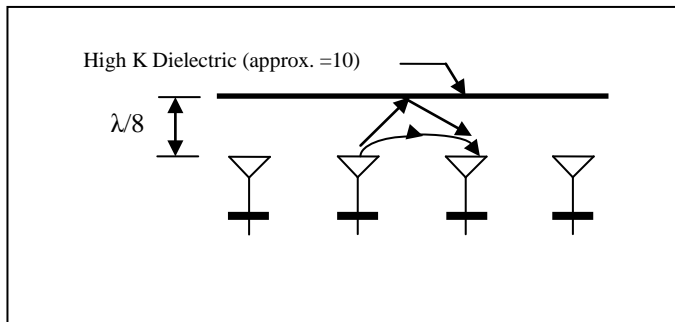 High K Dielectric (approx. =10)
λ/8